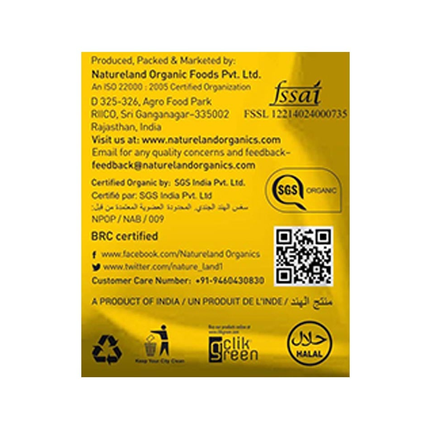 Produced, Packed & Marketed by:
Natureland Organic Foods Pvt. Ltd.
An ISO 22000 : 2005 Certified Organization
D 325-326, Agro Food Park
RIICO, Sri Ganganagar-335002
Rajasthan, India
Visit us at: www.naturelandorganics.com
Email for any quality concerns and feedback-
feedback@naturelandorganics.com
fssai
FSSL 12214024000735
Certified Organic by: SGS India Pvt. Ltd.
Certifié par: SGS India Pvt. Ltd
NPOP / NAB / 009
SGS ORGANIC
BRC certified
www.facebook.com/Natureland Organics
www.twitter.com/nature_land1
Customer Care Number: +91-9460430830
A PRODUCT OF INDIA / UN PRODUIT DE L'INDE / منتج الهند
Keep Your City Clean
clik
green
حلال
HALAL